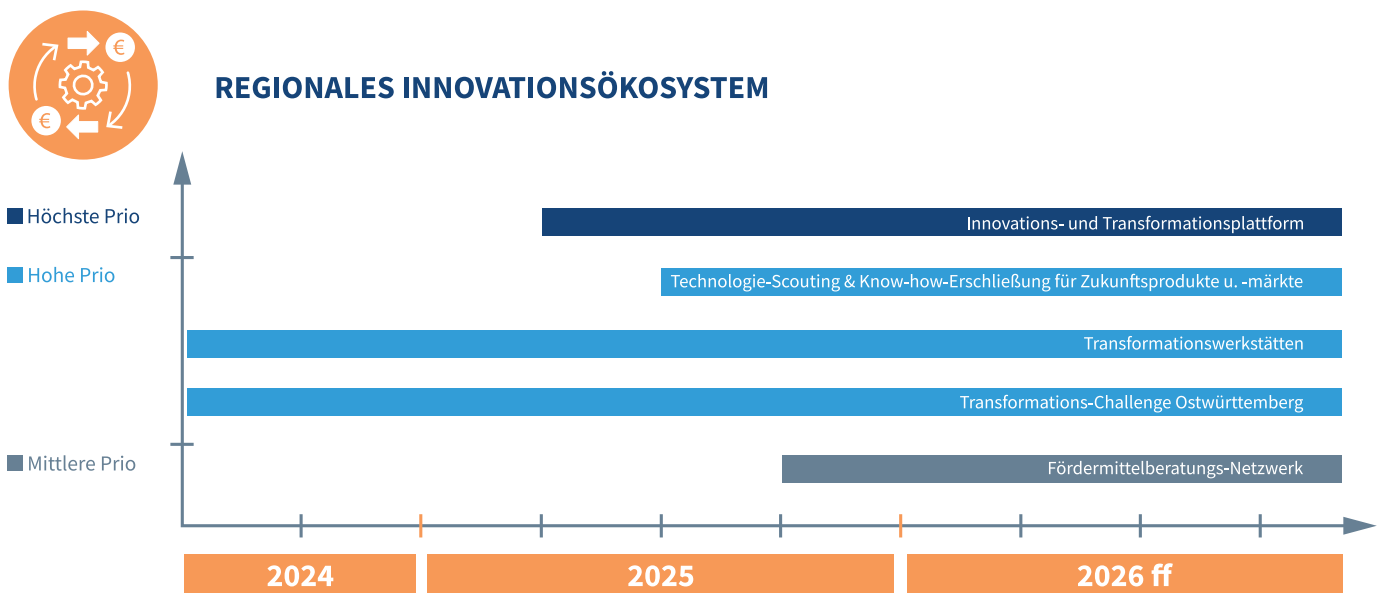 €
€
REGIONALES INNOVATIONSÖKOSYSTEM
Höchste Prio
Innovations- und Transformationsplattform
Hohe Prio
Technologie-Scouting & Know-how-Erschließung für Zukunftsprodukte u. -märkte
Transformationswerkstätten
Transformations-Challenge Ostwürttemberg
Mittlere Prio
Fördermittelberatungs-Netzwerk
2024
2025
2026 ff